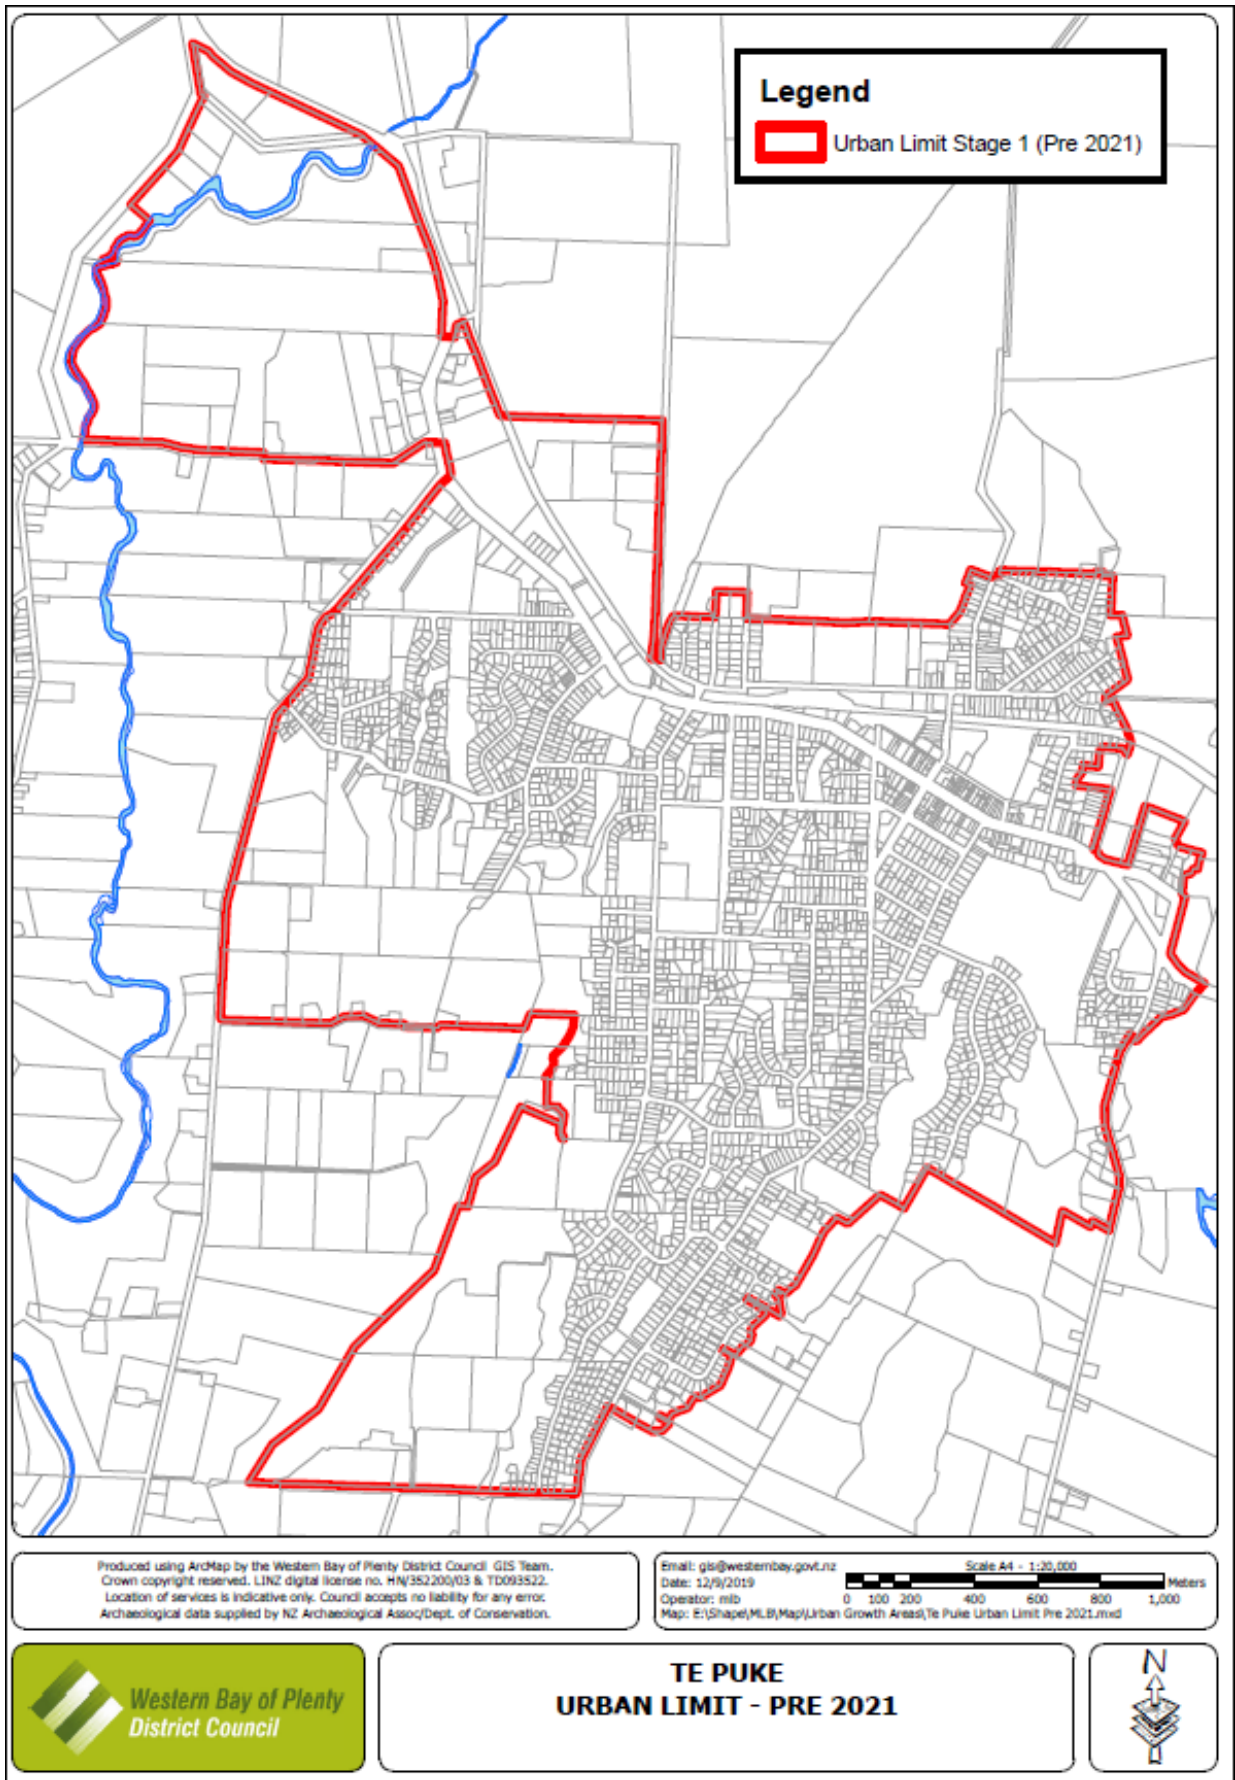 Legend
Urban Limit Stage 1 (Pre 2021)
Produced using ArcMap by the Western Bay of Plenty District Council GIS Team.
Crown copyright reserved. LINZ digital license no. HN/352200/03 & TD093522.
Location of services is indicative only. Council accepts no liability for any error.
Archaeological data supplied by NZ Archaeological Assoc/Dept. of Conservation.
Email: gis@westernbay.govt.nz
Date: 12/9/2019
Operator: mlb
Map: E:\Shape\MLB\Map\Urban Growth Areas\Te Puke Urban Limit Pre 2021.mxd
Scale A4 - 1:20,000
Meters
0 100 200 400 600 800 1,000
Western Bay of Plenty
District Council
TE PUKE
URBAN LIMIT - PRE 2021
N